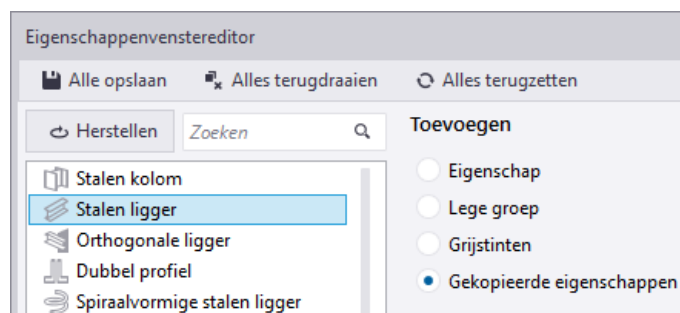 Eigenschappenvenstereditor
Alle opslaan Alles terugdraaien Alles terugzetten
Herstellen Zoeken Toevoegen
Stalen kolom Eigenschap
Stalen ligger Lege groep
Orthogonale ligger Grijstinten
Dubbel profiel Gekopieerde eigenschappen
Spiraalvormige stalen ligger